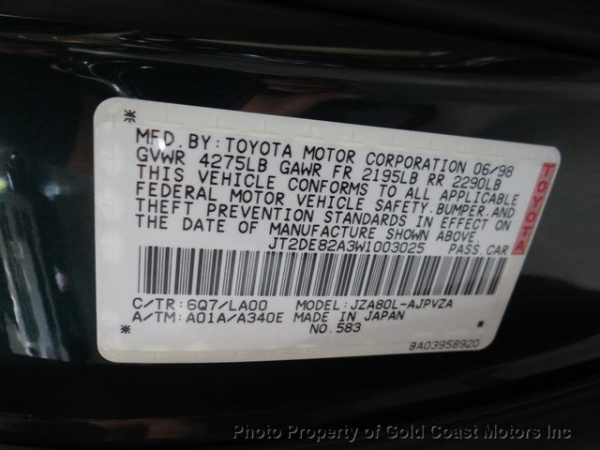 MFD.BY:TOYOTA MOTOR CORPORATION 06/98
GVWR 4275LB GAWR FR 2195LB RR 2290LB
THIS VEHICLE CONFORMS TO ALL APPLICABLE
FEDERAL MOTOR VEHICLE SAFETY,BUMPER,AND
THEFT PREVENTION STANDARDS IN EFFECT ON
THE DATE OF MANUFACTURE SHOWN ABOVE.
JT2DE82A3W1003025 PASS.CAR
TOYOTA
C/TR:6Q7/LA00 MODEL:JZA80L-AJPVZA
A/TM:A01A/A340E MADE IN JAPAN
NO.583
BA03958920
Photo Property of Gold Coast Motors Inc